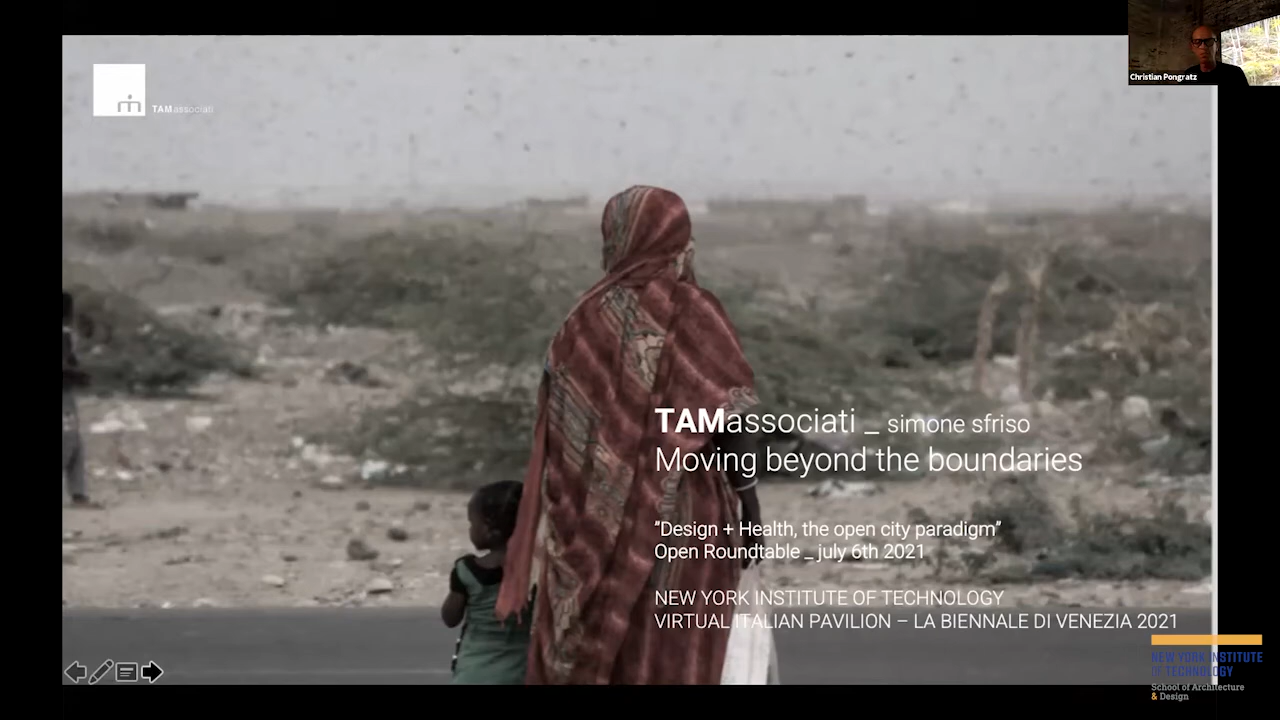 Christian Pongratz
TAMassociati
TAMassociati _ simone sfriso
Moving beyond the boundaries
"Design + Health, the open city paradigm"
Open Roundtable _ july 6th 2021
NEW YORK INSTITUTE OF TECHNOLOGY
VIRTUAL ITALIAN PAVILION – LA BIENNALE DI VENEZIA 2021
NEW YORK INSTITUTE
OF TECHNOLOGY
School of Architecture
& Design